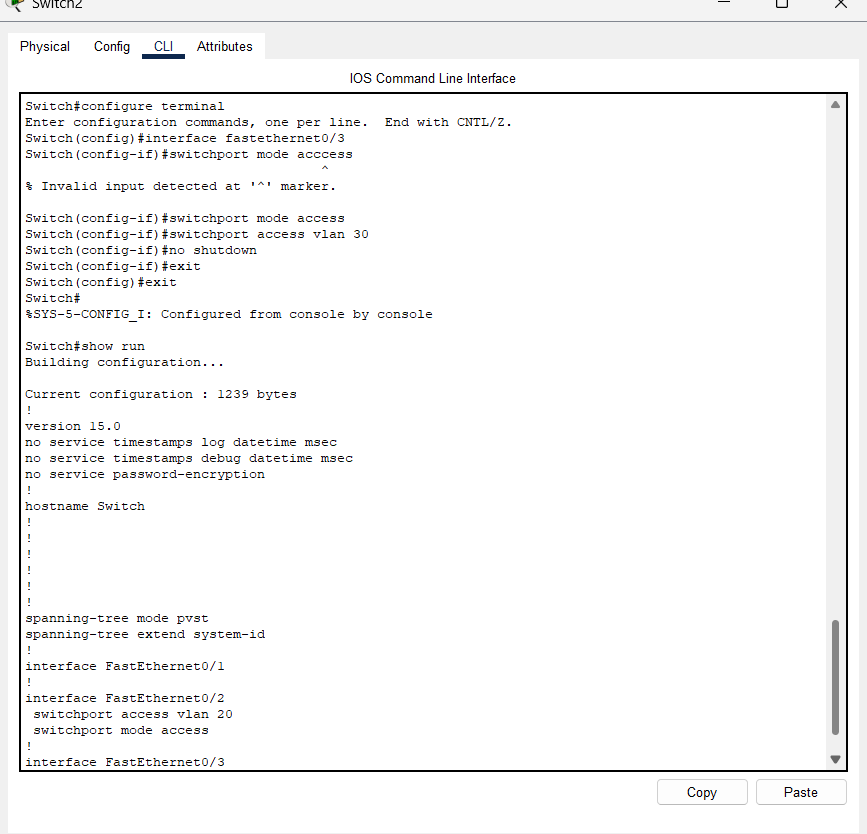 Switch2
Physical Config CLI Attributes
IOS Command Line Interface
Switch#configure terminal
Enter configuration commands, one per line.  End with CNTL/Z.
Switch(config)#interface fastethernet0/3
Switch(config-if)#switchport mode acccess
^
% Invalid input detected at '^' marker.
Switch(config-if)#switchport mode access
Switch(config-if)#switchport access vlan 30
Switch(config-if)#no shutdown
Switch(config-if)#exit
Switch(config)#exit
Switch#
%SYS-5-CONFIG_I: Configured from console by console
Switch#show run
Building configuration...
Current configuration : 1239 bytes
!
version 15.0
no service timestamps log datetime msec
no service timestamps debug datetime msec
no service password-encryption
!
hostname Switch
!
!
!
!
!
!
spanning-tree mode pvst
spanning-tree extend system-id
!
interface FastEthernet0/1
!
interface FastEthernet0/2
switchport access vlan 20
switchport mode access
!
interface FastEthernet0/3
Copy Paste